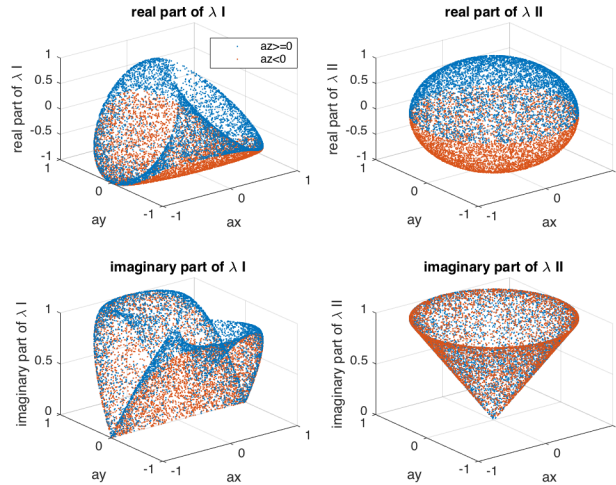 real part of λ I
real part of λ II
az>=0
az<0
1
0.5
0
-0.5
-1
1
0
-1
-1
0
1
real part of λ I
ay
ax
1
0.5
0
-0.5
-1
1
0
-1
-1
0
1
real part of λ II
ay
ax
imaginary part of λ I
imaginary part of λ II
1
0.5
0
1
0
-1
-1
0
1
imaginary part of λ I
ay
ax
1
0.5
0
1
0
-1
-1
0
1
imaginary part of λ II
ay
ax